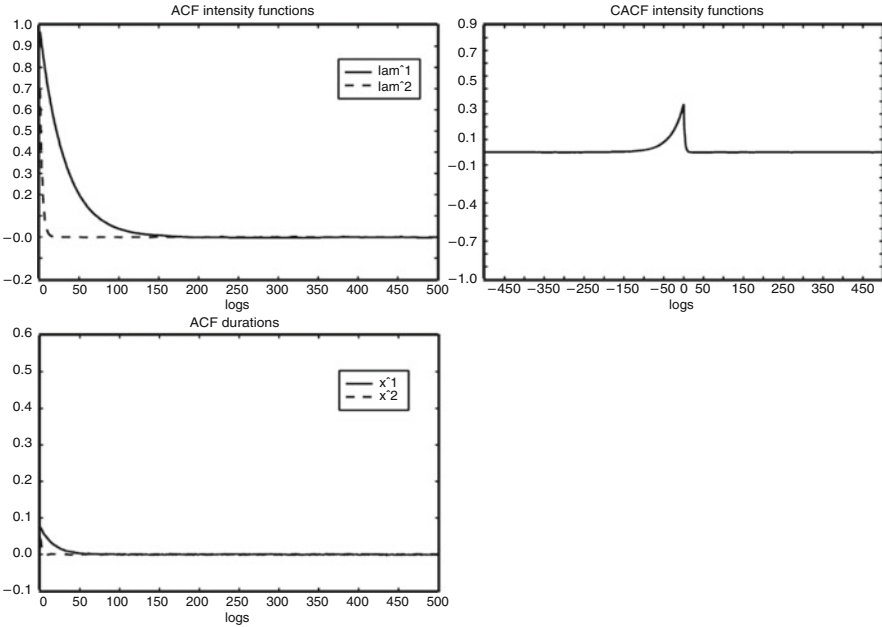 ACF intensity functions
1.0
0.9
0.8
0.7
0.6
0.5
0.4
0.3
0.2
0.1
−0.0
−0.2
lam^1
lam^2
0 50 100 150 200 250 300 350 400 450 500
logs
CACF intensity functions
0.9
0.7
0.5
0.3
0.1
−0.1
−0.4
−0.7
−1.0
−450 −350 −250 −150 −50 0 50 150 250 350 450
logs
ACF durations
0.6
0.5
0.4
0.3
0.2
0.1
0.0
−0.1
x^1
x^2
0 50 100 150 200 250 300 350 400 450 500
logs